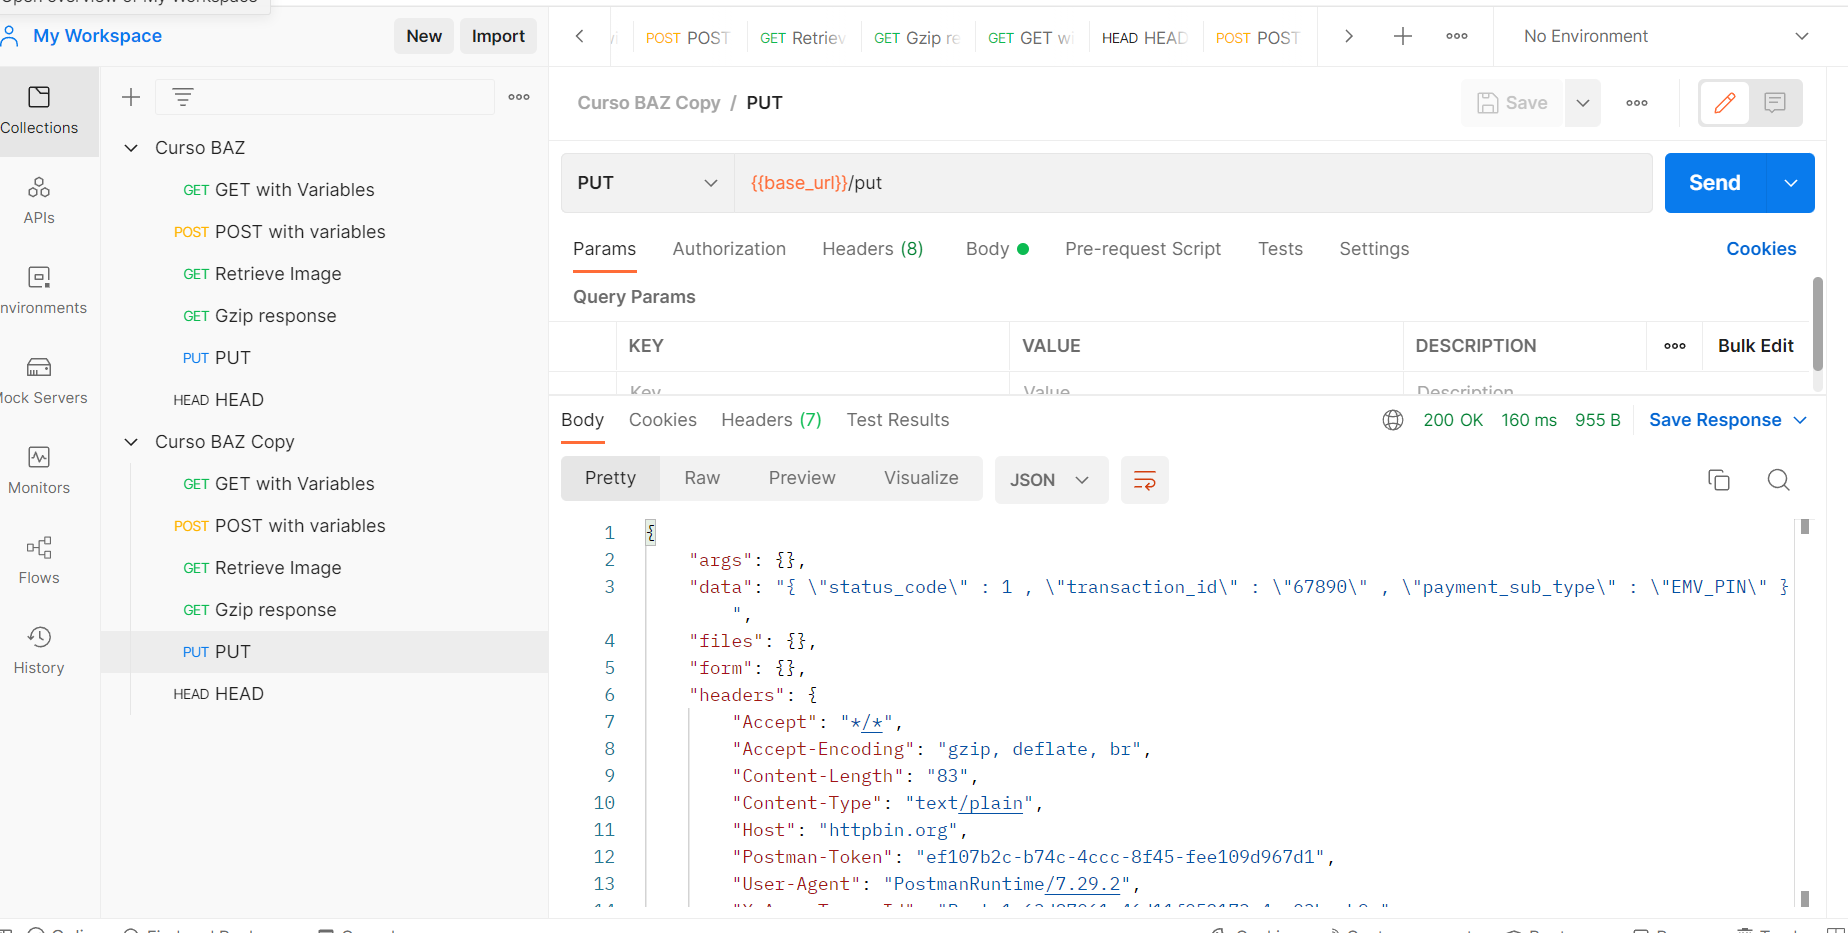 My Workspace
New
Import
POST POST
GET Retriev
GET Gzip re
GET GET wi
HEAD HEAD
POST POST
No Environment
Collections
APIs
nvironments
Mock Servers
Monitors
Flows
History
Curso BAZ
GET GET with Variables
POST POST with variables
GET Retrieve Image
GET Gzip response
PUT PUT
HEAD HEAD
Curso BAZ Copy
GET GET with Variables
POST POST with variables
GET Retrieve Image
GET Gzip response
PUT PUT
HEAD HEAD
Curso BAZ Copy / PUT
Save
PUT
{{base_url}}/put
Send
Params Authorization Headers (8) Body Pre-request Script Tests Settings Cookies
Query Params
KEY VALUE DESCRIPTION Bulk Edit
Key Value Description
Body Cookies Headers (7) Test Results 200 OK 160 ms 955 B Save Response
Pretty Raw Preview Visualize JSON
1 {
2 "args": {},
3 "data": "{ \"status_code\" : 1 , \"transaction_id\" : \"67890\" , \"payment_sub_type\" : \"EMV_PIN\" }
",
4 "files": {},
5 "form": {},
6 "headers": {
7 "Accept": "*/*",
8 "Accept-Encoding": "gzip, deflate, br",
9 "Content-Length": "83",
10 "Content-Type": "text/plain",
11 "Host": "httpbin.org",
12 "Postman-Token": "ef107b2c-b74c-4ccc-8f45-fee109d967d1",
13 "User-Agent": "PostmanRuntime/7.29.2",